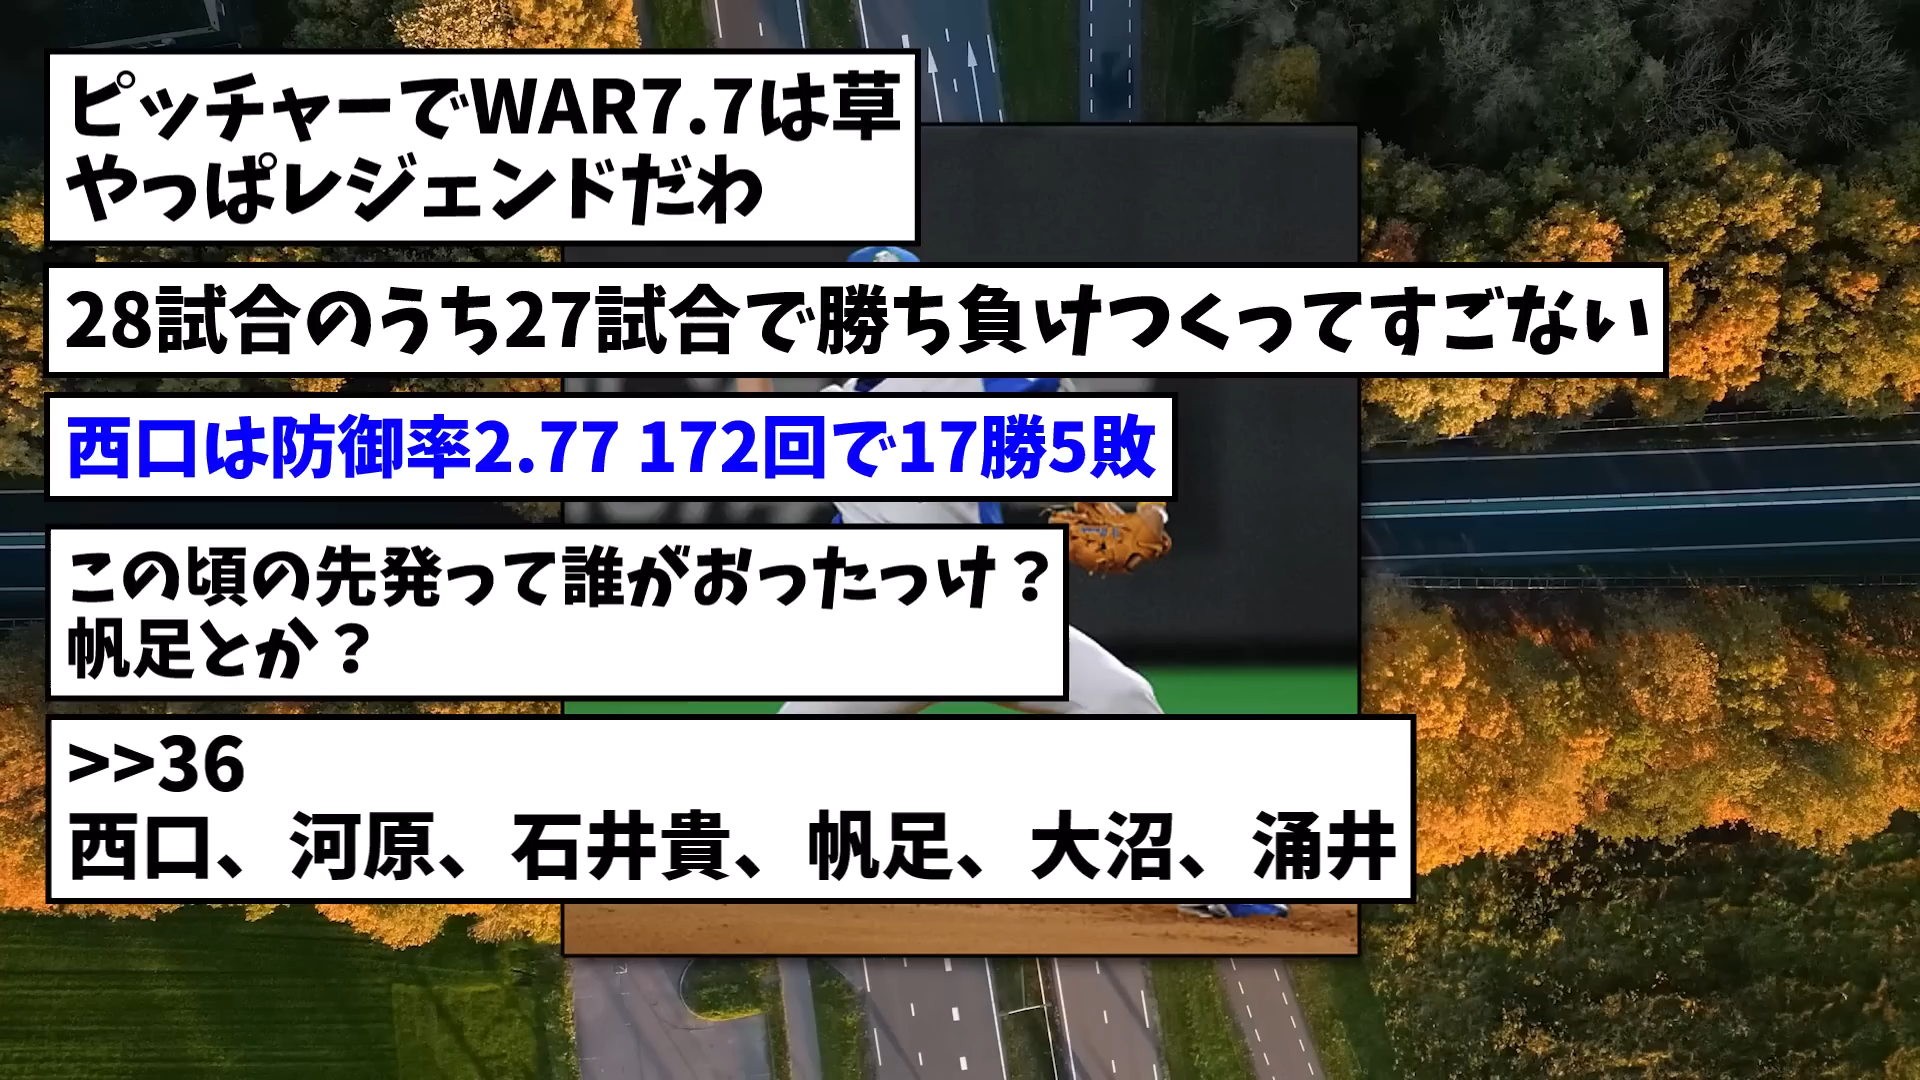 ピッチャーでWAR7.7は草
やっぱレジェンドだわ
28試合のうち27試合で勝ち負けつくってすごない
西口は防御率2.77 172回で17勝5敗
この頃の先発って誰がおったっけ？
帆足とか？
>>36
西口、河原、石井貴、帆足、大沼、涌井